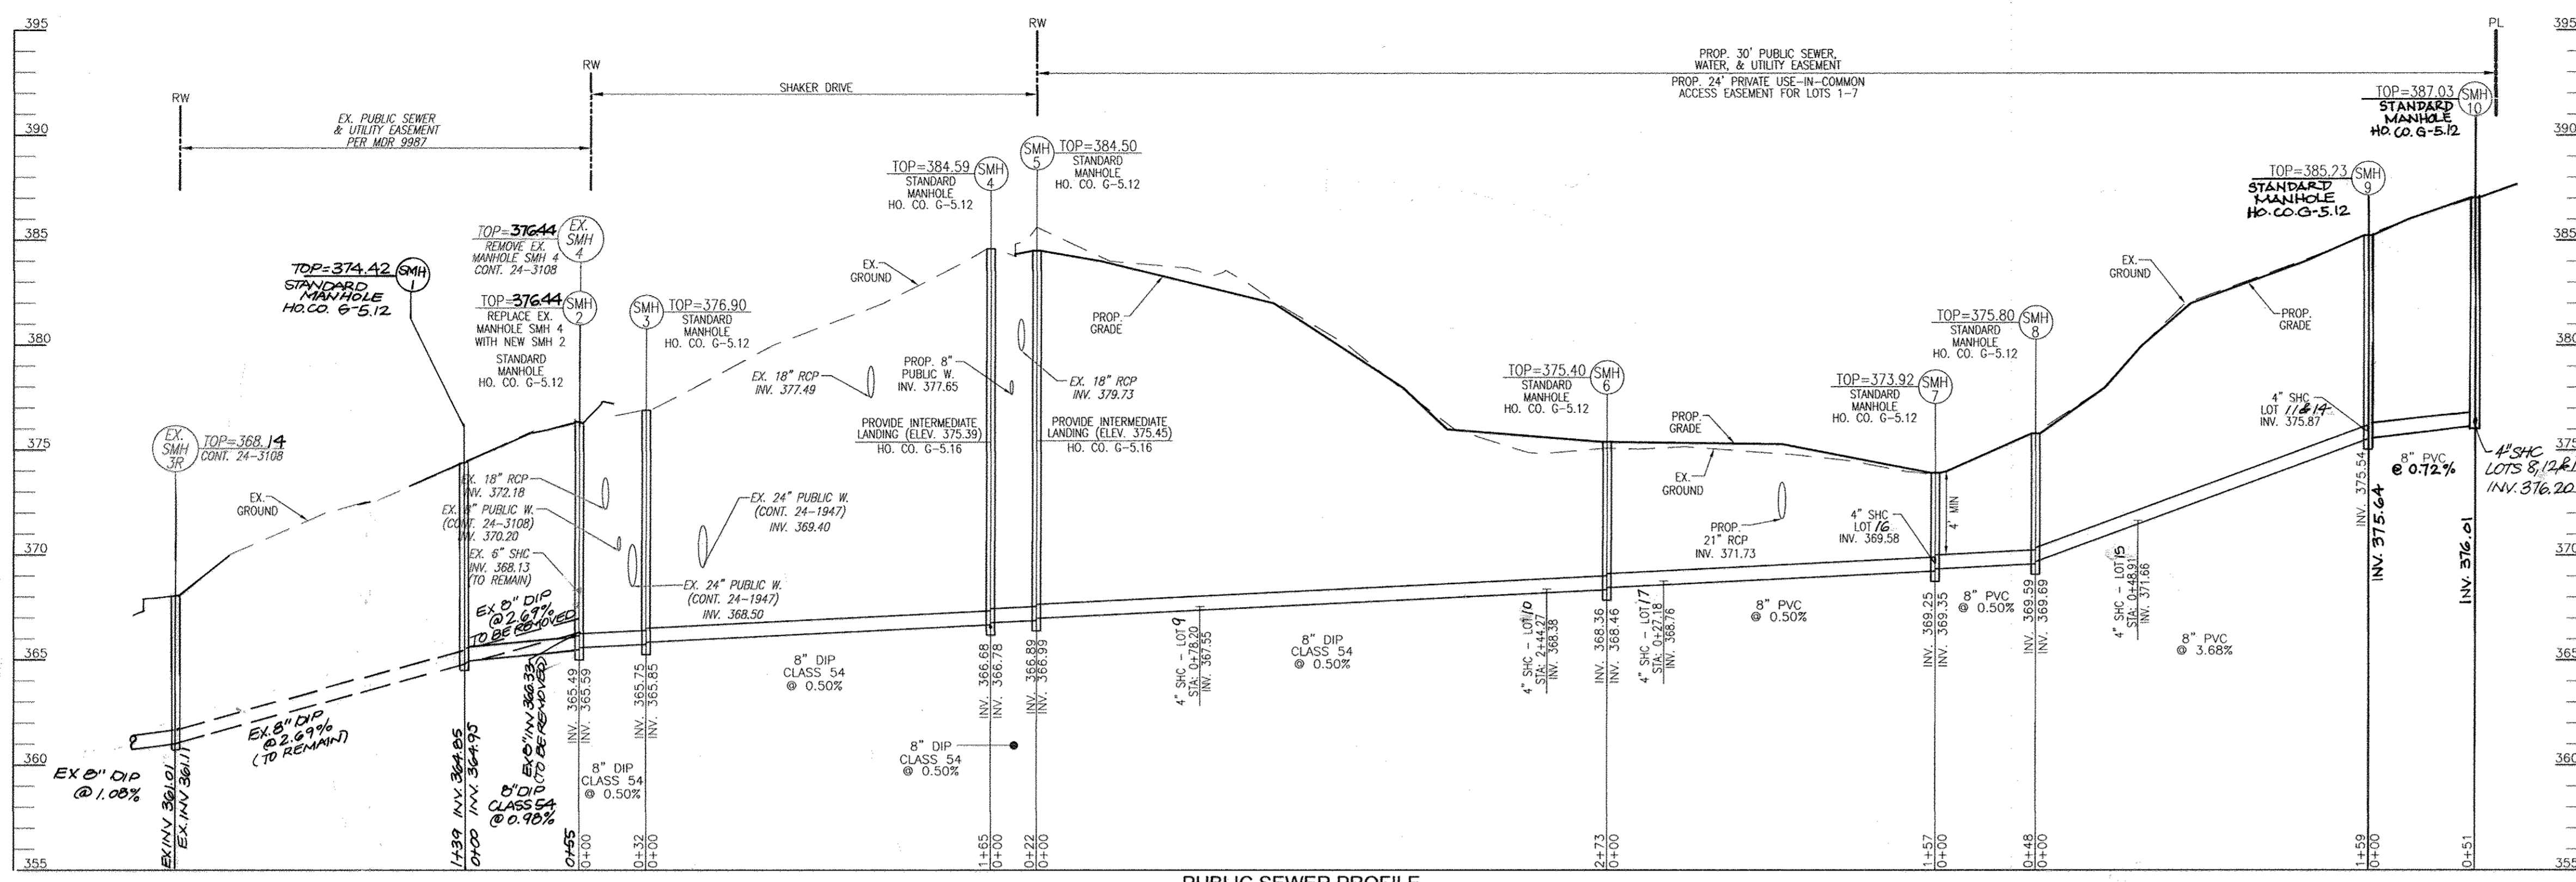 395
390
385
380
375
370
365
360
355
RW
EX. PUBLIC SEWER
& UTILITY EASEMENT
PER MDR 9987
RW
SHAKER DRIVE
RW
PROP. 30' PUBLIC SEWER,
WATER, & UTILITY EASEMENT
PROP. 24' PRIVATE USE-IN-COMMON
ACCESS EASEMENT FOR LOTS 1-7
PL
395
390
385
380
375
370
365
360
355
EX.
SMH
3R
TOP=368.14
CONT. 24-3108
EX.
GROUND
TOP=374.42
SMH
1
STANDARD
MANHOLE
HO.CO. G-5.12
TOP=376.44
EX.
SMH
4
REMOVE EX.
MANHOLE SMH 4
CONT. 24-3108
TOP=376.44
SMH
2
REPLACE EX.
MANHOLE SMH 4
WITH NEW SMH 2
STANDARD
MANHOLE
HO. CO. G-5.12
SMH
3
TOP=376.90
STANDARD
MANHOLE
HO. CO. G-5.12
EX.
GROUND
TOP=384.59
SMH
4
STANDARD
MANHOLE
HO. CO. G-5.12
SMH
5
TOP=384.50
STANDARD
MANHOLE
HO. CO. G-5.12
EX. 18" RCP
INV. 372.18
EX. 8" PUBLIC W.
(CONT. 24-3108)
INV. 370.20
EX. 6" SHC
INV. 368.13
(TO REMAIN)
EX 8" DIP
@ 2.69%
TO BE REMOVED
EX. 24" PUBLIC W.
(CONT. 24-1947)
INV. 369.40
EX. 24" PUBLIC W.
(CONT. 24-1947)
INV. 368.50
EX. 18" RCP
INV. 377.49
PROP. 8"
PUBLIC W.
INV. 377.65
EX. 18" RCP
INV. 379.73
PROVIDE INTERMEDIATE
LANDING (ELEV. 375.39)
HO. CO. G-5.16
PROVIDE INTERMEDIATE
LANDING (ELEV. 375.45)
HO. CO. G-5.16
PROP.
GRADE
TOP=375.40
SMH
6
STANDARD
MANHOLE
HO. CO. G-5.12
PROP.
GRADE
EX.
GROUND
PROP.
21" RCP
INV. 371.73
TOP=373.92
SMH
7
STANDARD
MANHOLE
HO. CO. G-5.12
4" SHC
LOT 16
INV. 369.58
4' MIN
TOP=375.80
SMH
8
STANDARD
MANHOLE
HO. CO. G-5.12
EX.
GROUND
PROP.
GRADE
TOP=385.23
SMH
9
STANDARD
MANHOLE
HO.CO.G-5.12
TOP=387.03
SMH
10
STANDARD
MANHOLE
HO.CO. G-5.12
4" SHC
LOT 11&14
INV. 375.87
8" PVC
@ 0.72%
4" SHC
LOTS 8,12&1
INV. 376.20
EX 8" DIP
@ 1.08%
EX INV 361.01
EX. INV 361.11
EX. 8" DIP
@ 2.69%
(TO REMAIN)
1+39 INV. 364.85
0+00 INV. 364.95
8" DIP
CLASS 54
@ 0.98%
EX 8" INV 366.33
(TO BE REMOVED)
INV. 365.49
INV. 365.59
0+55
0+00
8" DIP
CLASS 54
@ 0.50%
INV. 365.75
INV. 365.85
0+32
0+00
8" DIP
CLASS 54
@ 0.50%
INV. 366.68
INV. 366.78
1+65
0+00
8" DIP
CLASS 54
@ 0.50%
INV. 366.89
INV. 366.99
0+22
0+00
4" SHC - LOT 9
STA: 0+78.20
INV. 367.55
8" DIP
CLASS 54
@ 0.50%
4" SHC - LOT 10
STA: 2+44.27
INV. 368.38
INV. 368.36
INV. 368.46
2+73
0+00
4" SHC - LOT 17
STA: 0+27.18
INV. 368.76
8" PVC
@ 0.50%
INV. 369.25
INV. 369.35
1+57
0+00
8" PVC
@ 0.50%
INV. 369.59
INV. 369.69
0+48
0+00
4" SHC - LOT 15
STA: 0+48.91
INV. 371.66
8" PVC
@ 3.68%
INV. 375.54
INV. 375.64
1+59
0+00
INV. 376.01
0+51
PUBLIC SEWER PROFILE